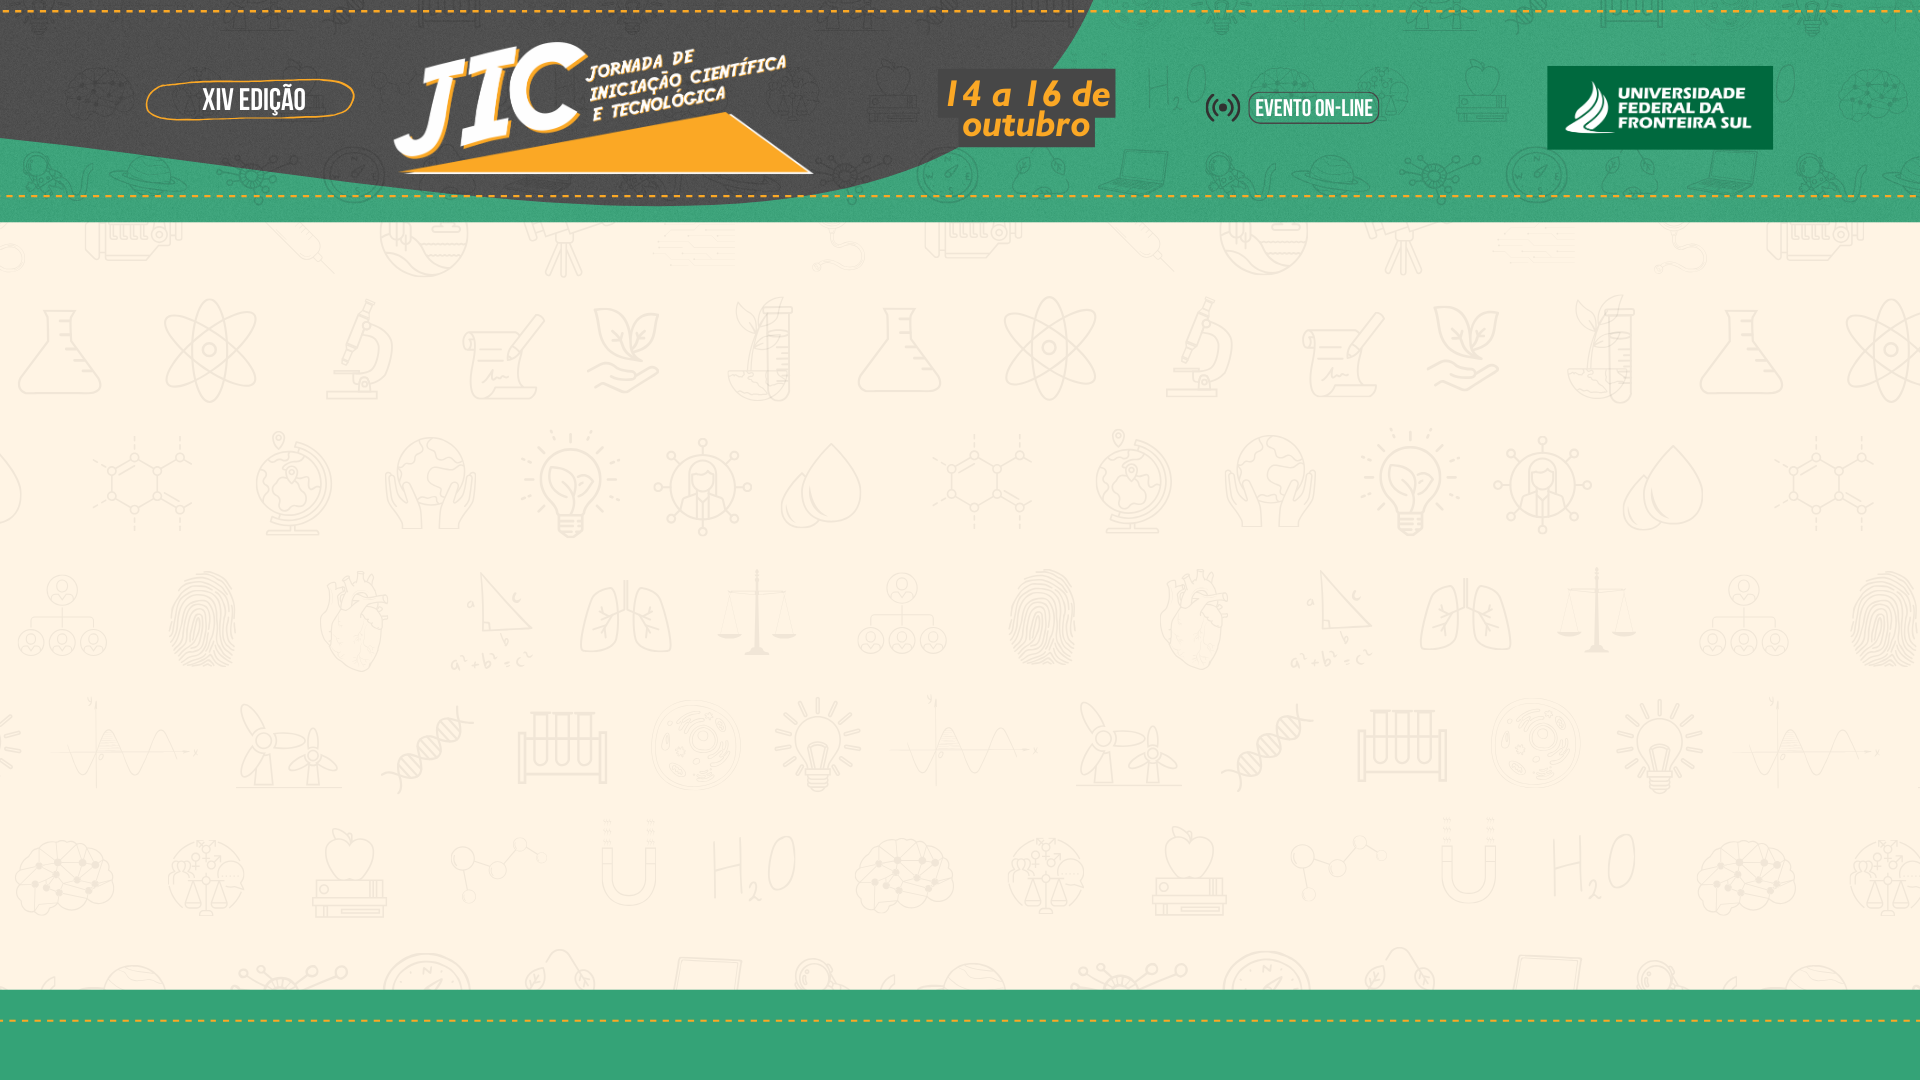 XIV EDIÇÃO
JIC
JORNADA DE
INICIAÇÃO CIENTÍFICA
E TECNOLÓGICA
14 a 16 de
outubro
EVENTO ON-LINE
UNIVERSIDADE
FEDERAL DA
FRONTEIRA SUL